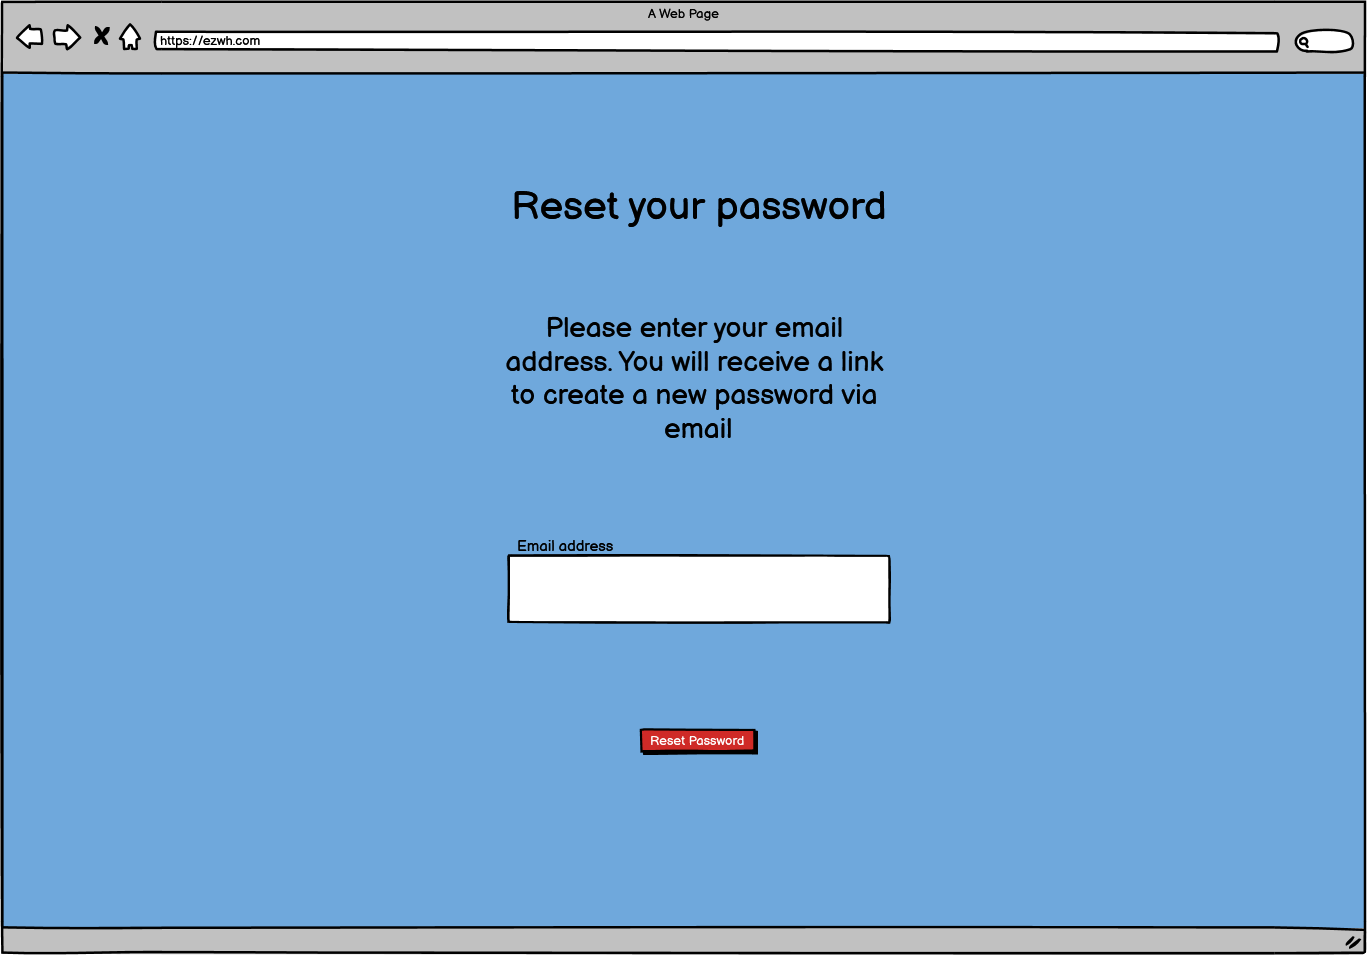 A Web Page
https://ezwh.com
Reset your password
Please enter your email
address. You will receive a link
to create a new password via
email
Email address
Reset Password